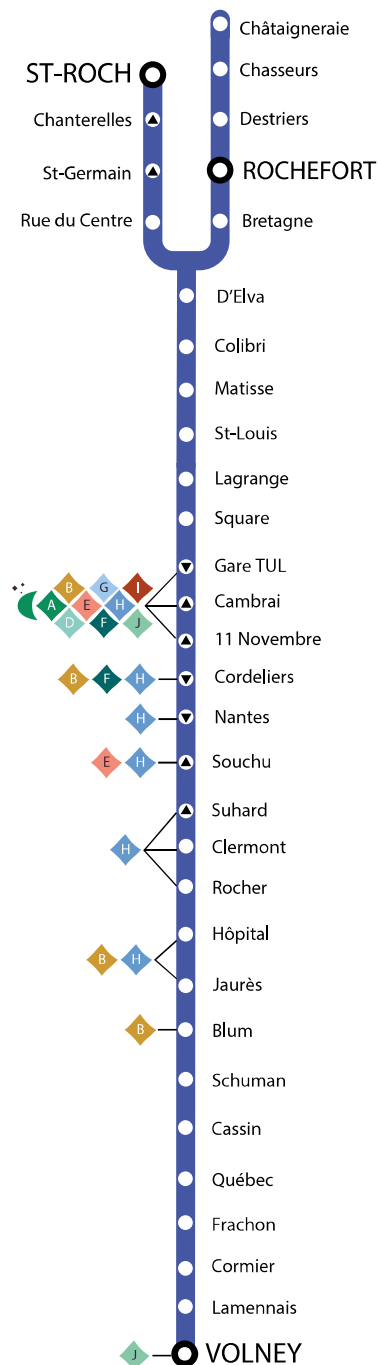 Châtaigneraie
ST-ROCH
Chasseurs
Chanterelles
Destriers
St-Germain
ROCHEFORT
Rue du Centre
Bretagne
D'Elva
Colibri
Matisse
St-Louis
Lagrange
Square
Gare TUL
B G I
A E H
Cambrai
D F J
11 Novembre
B F H
Cordeliers
H
Nantes
E H
Souchu
Suhard
H
Clermont
Rocher
Hôpital
B H
Jaurès
B
Blum
Schuman
Cassin
Québec
Frachon
Cormier
Lamennais
J
VOLNEY